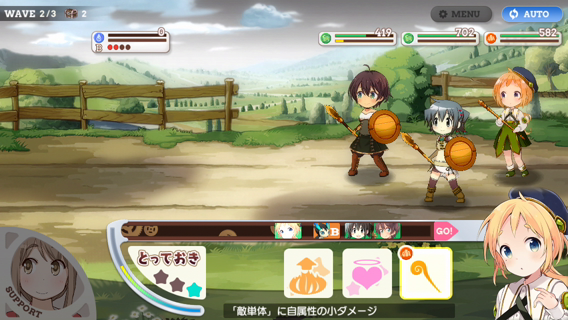 WAVE 2/3 2
MENU
AUTO
0
B
419
702
582
B
GO!
とっておき
SUPPORT
「敵単体」に自属性の小ダメージ